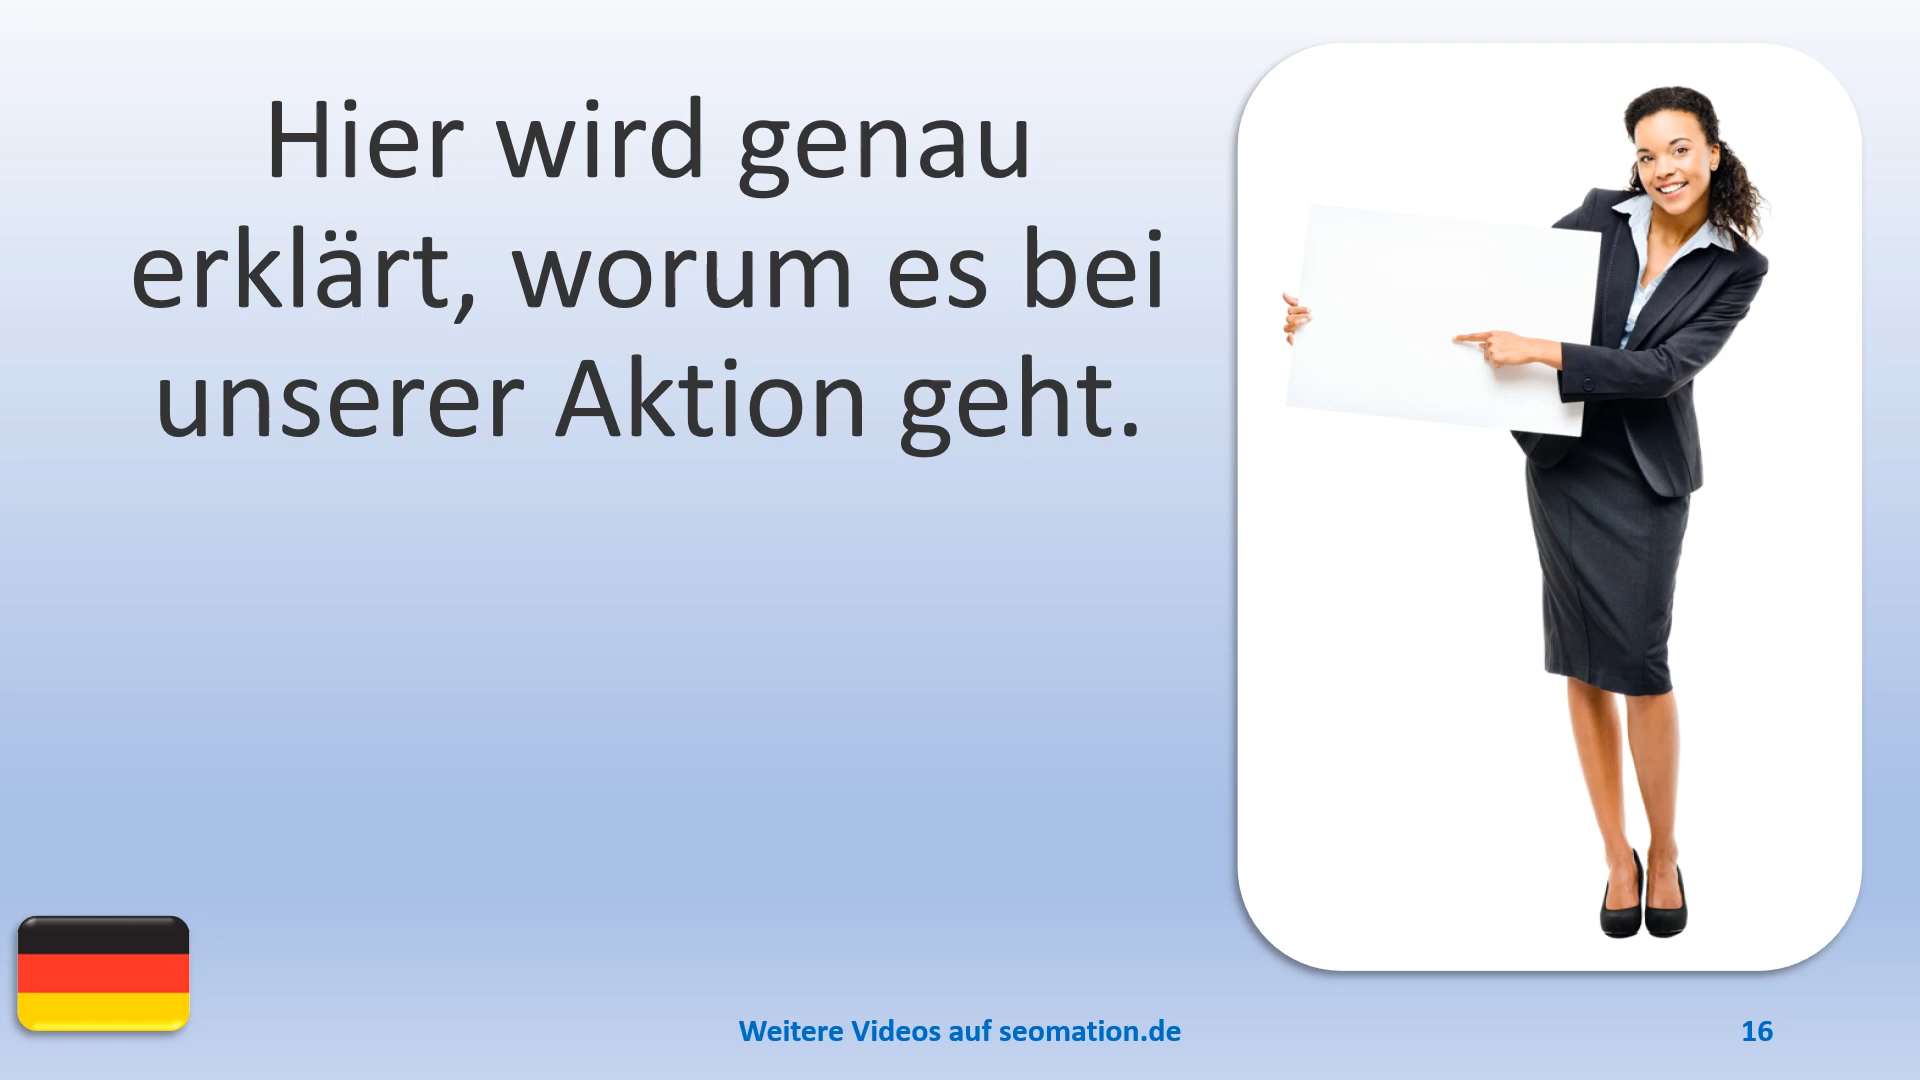 Hier wird genau
erklärt, worum es bei
unserer Aktion geht.
Weitere Videos auf seomation.de
16